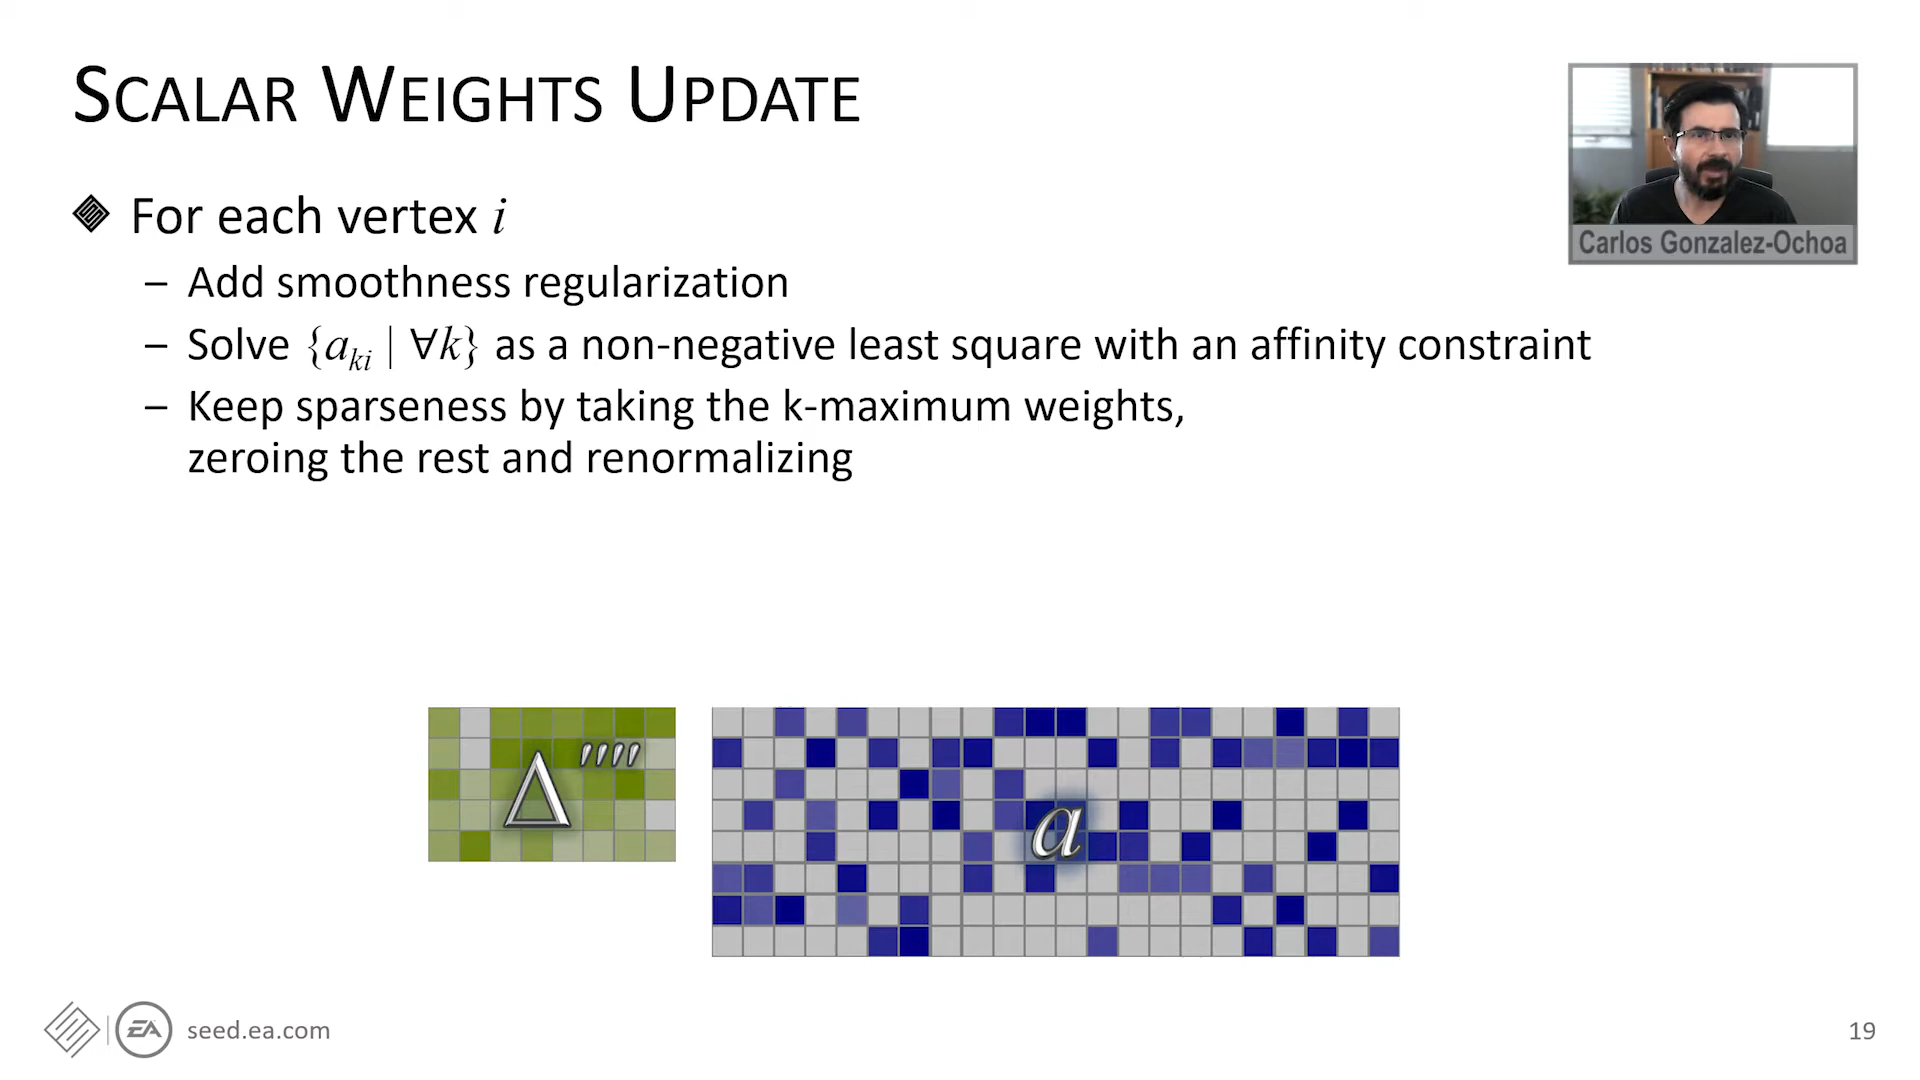 SCALAR WEIGHTS UPDATE
Carlos Gonzalez-Ochoa
For each vertex i
– Add smoothness regularization
– Solve {aki | ∀k} as a non-negative least square with an affinity constraint
– Keep sparseness by taking the k-maximum weights,
zeroing the rest and renormalizing
Δ''''
a
EA
seed.ea.com
19